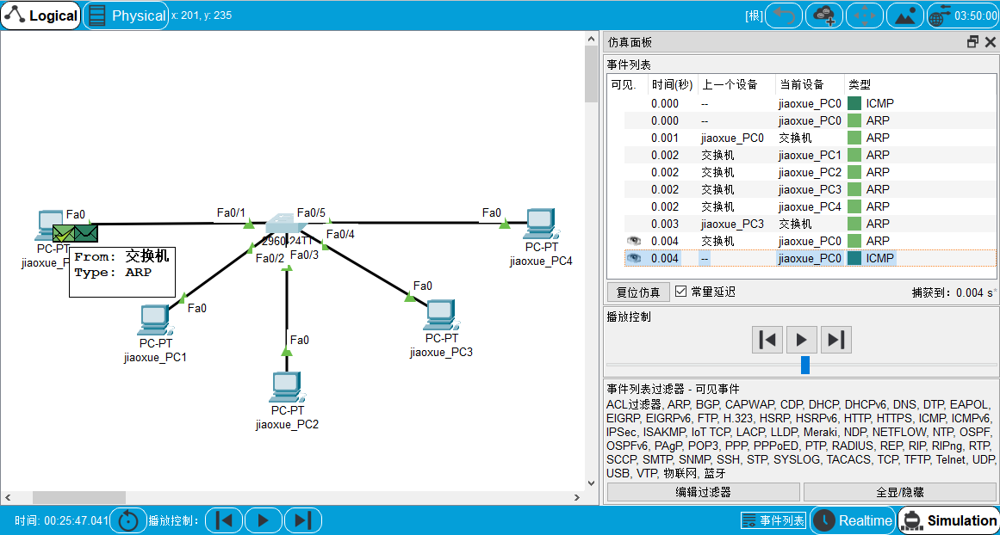 Logical Physical x: 201, y: 235 [根] 03:50:00
仿真面板
事件列表
可见. 时间(秒) 上一个设备 当前设备 类型
0.000 -- jiaoxue_PC0 ICMP
0.000 -- jiaoxue_PC0 ARP
0.001 jiaoxue_PC0 交换机 ARP
0.002 交换机 jiaoxue_PC1 ARP
0.002 交换机 jiaoxue_PC2 ARP
0.002 交换机 jiaoxue_PC3 ARP
0.002 交换机 jiaoxue_PC4 ARP
0.003 jiaoxue_PC3 交换机 ARP
0.004 交换机 jiaoxue_PC0 ARP
0.004 -- jiaoxue_PC0 ICMP
复位仿真 常量延迟 捕获到: 0.004 s*
播放控制
事件列表过滤器 - 可见事件
ACL过滤器, ARP, BGP, CAPWAP, CDP, DHCP, DHCPv6, DNS, DTP, EAPOL,
EIGRP, EIGRPv6, FTP, H.323, HSRP, HSRPv6, HTTP, HTTPS, ICMP, ICMPv6,
IPSec, ISAKMP, IoT TCP, LACP, LLDP, Meraki, NDP, NETFLOW, NTP, OSPF,
OSPFv6, PAgP, POP3, PPP, PPPoED, PTP, RADIUS, REP, RIP, RIPng, RTP,
SCCP, SMTP, SNMP, SSH, STP, SYSLOG, TACACS, TCP, TFTP, Telnet, UDP,
USB, VTP, 物联网, 蓝牙
编辑过滤器 全显/隐藏
Fa0 Fa0/1 Fa0/5 Fa0
Fa0/4
2960-24TT
PC-PT
jiaoxue_P
From: 交换机
Type: ARP
Fa0/2 Fa0/3
PC-PT
jiaoxue_PC4
Fa0
Fa0
PC-PT
jiaoxue_PC1
Fa0
PC-PT
jiaoxue_PC3
PC-PT
jiaoxue_PC2
时间: 00:25:47.041 播放控制: 事件列表 Realtime Simulation